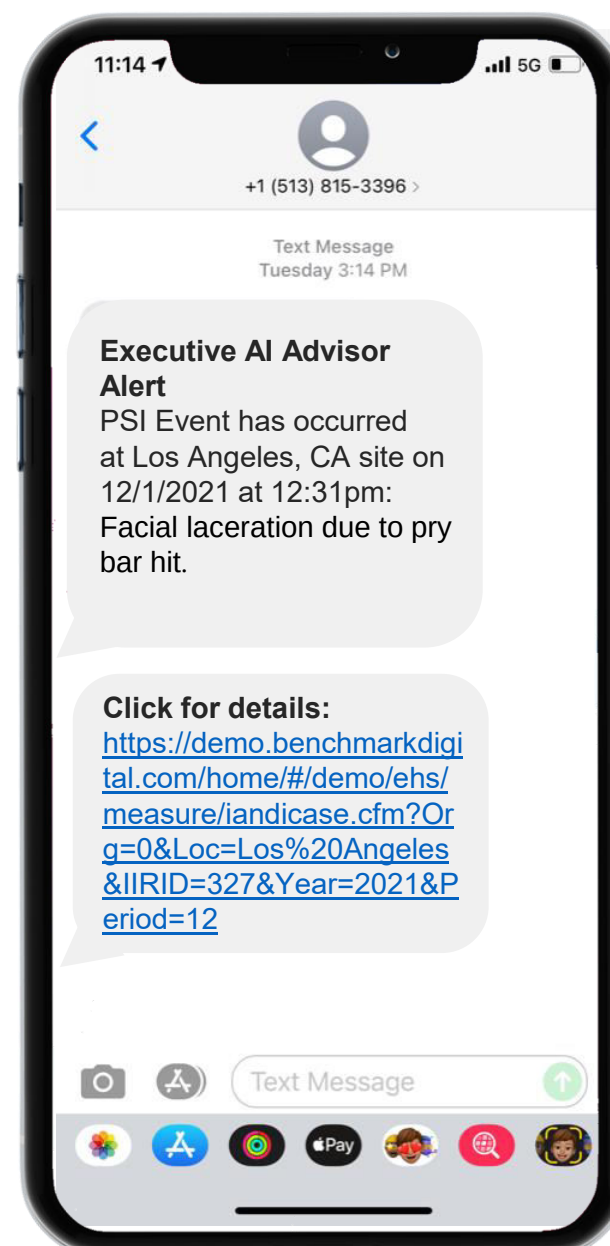 11:14
5G
+1 (513) 815-3396 >
Text Message
Tuesday 3:14 PM
Executive AI Advisor
Alert
PSI Event has occurred
at Los Angeles, CA site on
12/1/2021 at 12:31pm:
Facial laceration due to pry
bar hit.
Click for details:
https://demo.benchmarkdigi
tal.com/home/#/demo/ehs/
measure/iandicase.cfm?Or
g=0&Loc=Los%20Angeles
&IIRID=327&Year=2021&P
eriod=12
Text Message
Pay